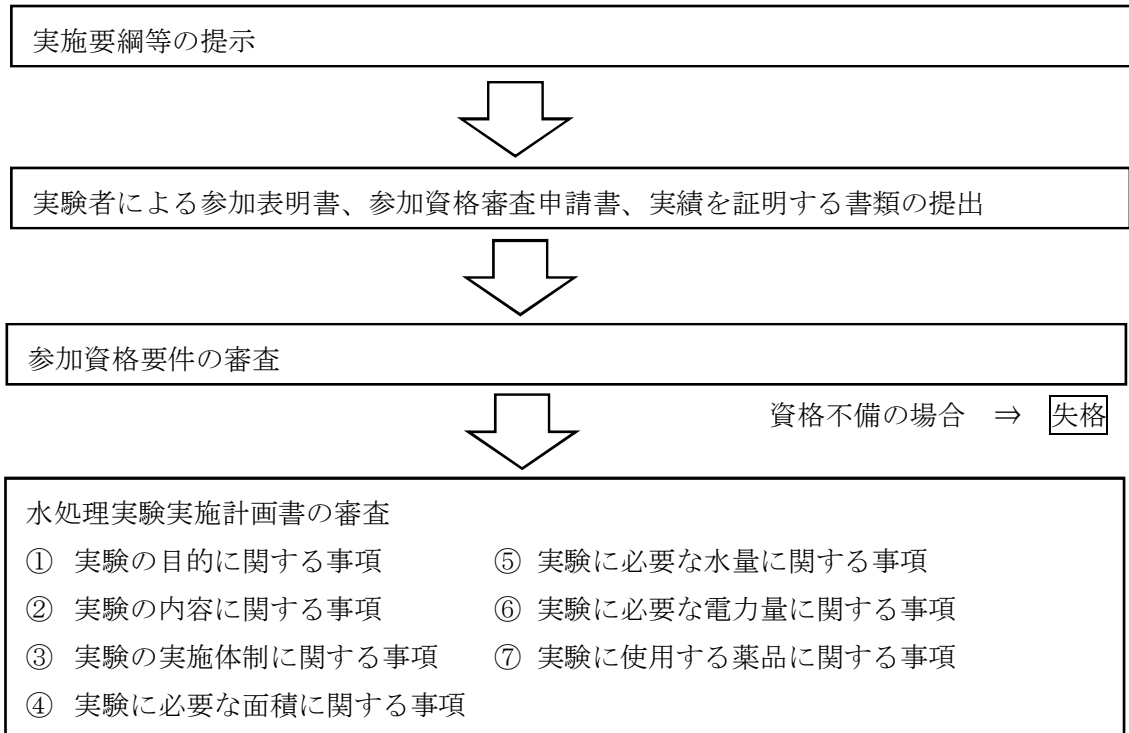 実施要綱等の提示
実験者による参加表明書、参加資格審査申請書、実績を証明する書類の提出
参加資格要件の審査
資格不備の場合 ⇒ 失格
水処理実験実施計画書の審査
① 実験の目的に関する事項 ⑤ 実験に必要な水量に関する事項
② 実験の内容に関する事項 ⑥ 実験に必要な電力量に関する事項
③ 実験の実施体制に関する事項 ⑦ 実験に使用する薬品に関する事項
④ 実験に必要な面積に関する事項